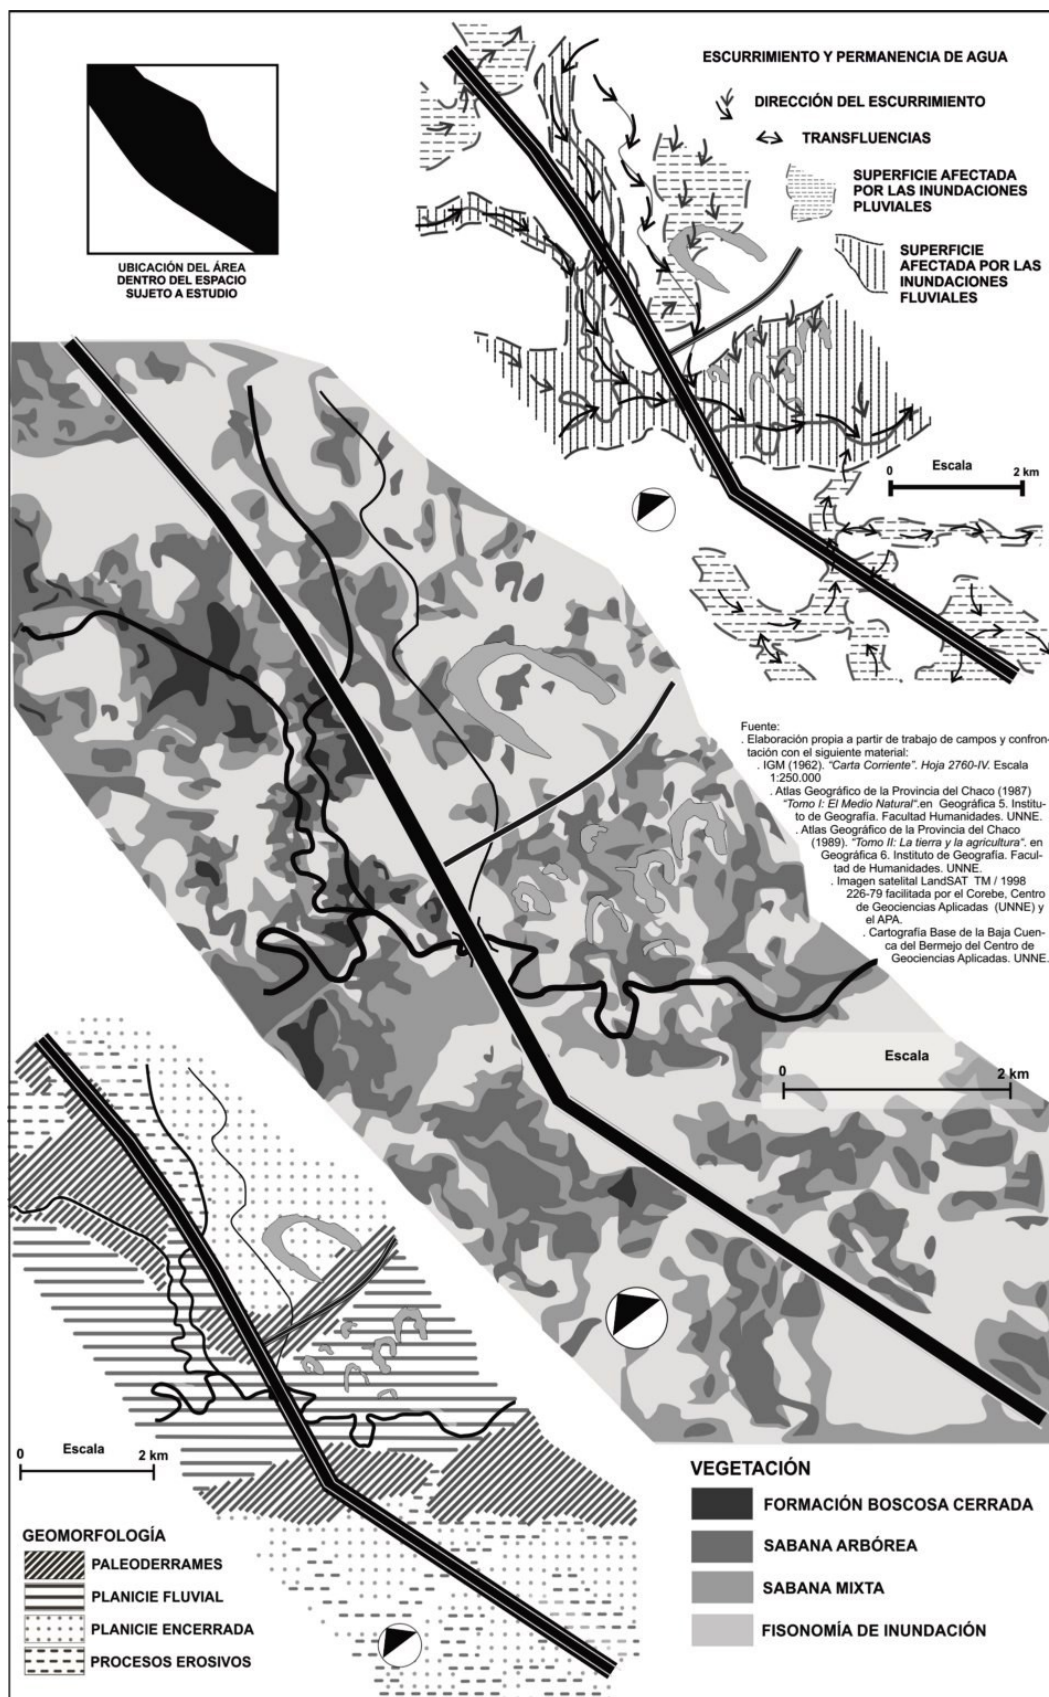 UBICACIÓN DEL ÁREA
DENTRO DEL ESPACIO
SUJETO A ESTUDIO
ESCURRIMIENTO Y PERMANENCIA DE AGUA
DIRECCIÓN DEL ESCURRIMIENTO
TRANSFLUENCIAS
SUPERFICIE AFECTADA
POR LAS INUNDACIONES
PLUVIALES
SUPERFICIE
AFECTADA POR LAS
INUNDACIONES
FLUVIALES
0 Escala 2 km
Fuente:
. Elaboración propia a partir de trabajo de campos y confron-
tación con el siguiente material:
. IGM (1962). "Carta Corriente". Hoja 2760-IV. Escala
1:250.000
. Atlas Geográfico de la Provincia del Chaco (1987)
"Tomo I: El Medio Natural".en Geográfica 5. Institu-
to de Geografía. Facultad Humanidades. UNNE.
. Atlas Geográfico de la Provincia del Chaco
(1989). "Tomo II: La tierra y la agricultura". en
Geográfica 6. Instituto de Geografía. Facul-
tad de Humanidades. UNNE.
. Imagen satelital LandSAT TM / 1998
226-79 facilitada por el Corebe, Centro
de Geociencias Aplicadas (UNNE) y
el APA.
. Cartografía Base de la Baja Cuen-
ca del Bermejo del Centro de
Geociencias Aplicadas. UNNE.
Escala
0 2 km
0 Escala 2 km
GEOMORFOLOGÍA
PALEODERRAMES
PLANICIE FLUVIAL
PLANICIE ENCERRADA
PROCESOS EROSIVOS
VEGETACIÓN
FORMACIÓN BOSCOSA CERRADA
SABANA ARBÓREA
SABANA MIXTA
FISONOMÍA DE INUNDACIÓN